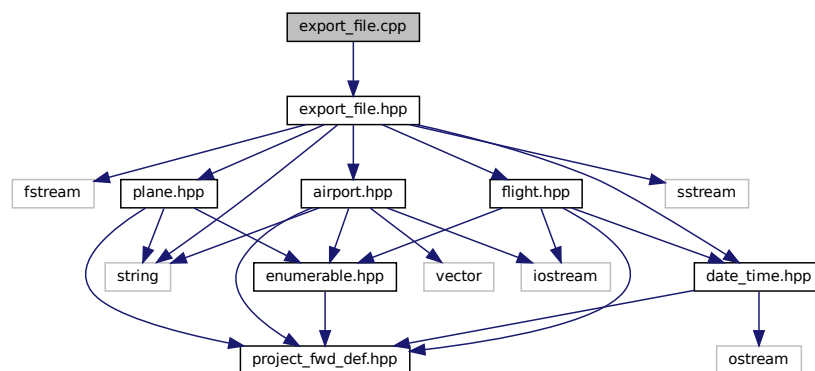 export_file.cpp
export_file.hpp
fstream
plane.hpp
airport.hpp
flight.hpp
sstream
string
enumerable.hpp
vector
iostream
date_time.hpp
project_fwd_def.hpp
ostream